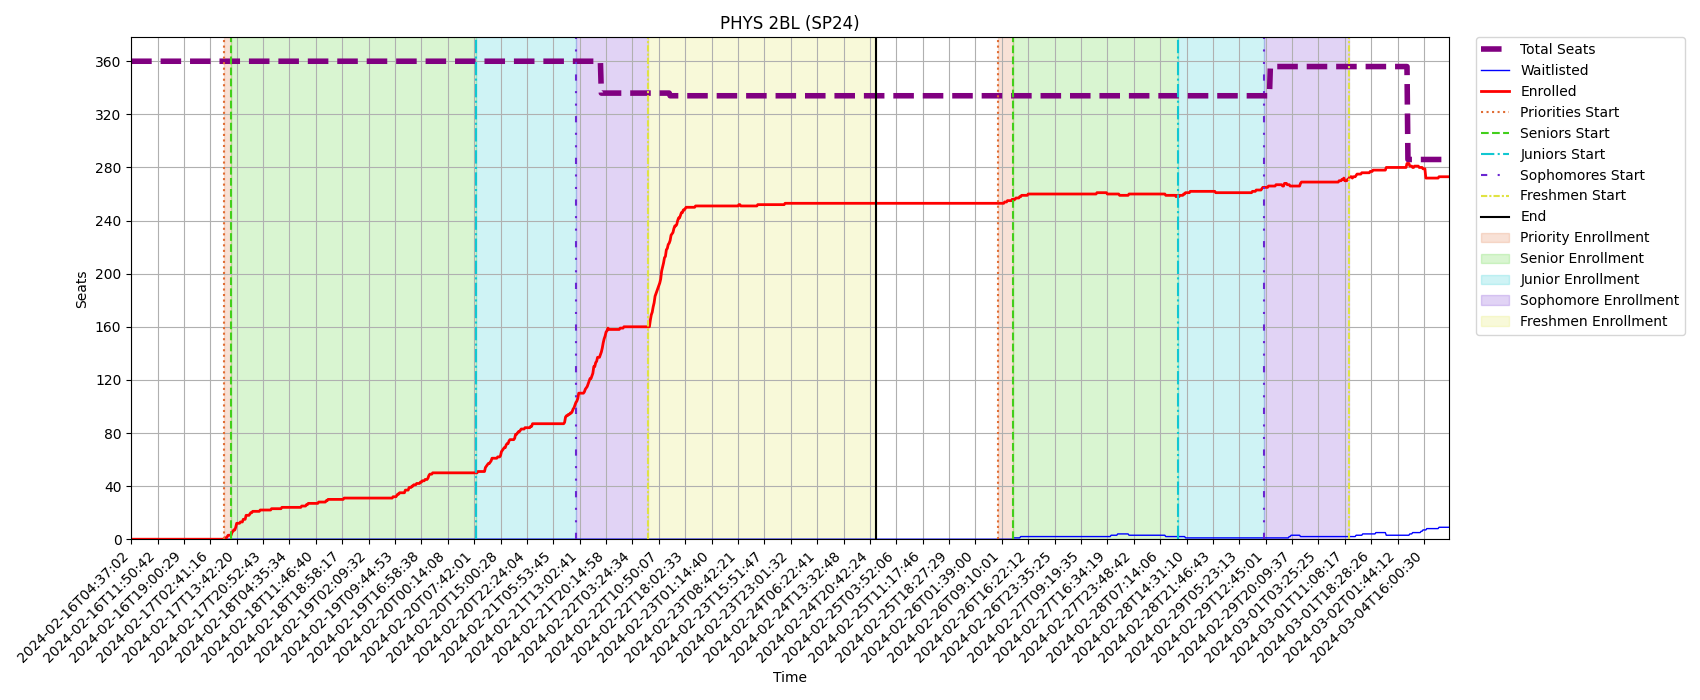 PHYS 2BL (SP24)
Seats
360
320
280
240
200
160
120
80
40
0
2024-02-16T04:37:02
2024-02-16T11:50:42
2024-02-16T19:00:29
2024-02-17T02:41:16
2024-02-17T13:42:20
2024-02-17T20:52:43
2024-02-18T04:35:34
2024-02-18T11:46:40
2024-02-18T18:58:17
2024-02-19T02:09:32
2024-02-19T09:44:53
2024-02-19T16:58:38
2024-02-20T00:14:08
2024-02-20T07:42:01
2024-02-20T15:00:28
2024-02-20T22:24:04
2024-02-21T05:53:45
2024-02-21T13:02:41
2024-02-21T20:14:58
2024-02-22T03:24:34
2024-02-22T10:50:07
2024-02-22T18:02:33
2024-02-23T01:14:40
2024-02-23T08:42:21
2024-02-23T15:51:47
2024-02-23T23:01:32
2024-02-24T06:22:41
2024-02-24T13:32:48
2024-02-24T20:42:24
2024-02-25T03:52:06
2024-02-25T11:17:46
2024-02-25T18:27:29
2024-02-26T01:39:00
2024-02-26T09:10:01
2024-02-26T16:22:12
2024-02-26T23:35:25
2024-02-27T09:19:35
2024-02-27T16:34:19
2024-02-27T23:48:42
2024-02-28T07:14:06
2024-02-28T14:31:10
2024-02-28T21:46:43
2024-02-29T05:23:13
2024-02-29T12:45:01
2024-02-29T20:09:37
2024-03-01T03:25:25
2024-03-01T11:08:17
2024-03-01T18:28:26
2024-03-02T01:44:12
2024-03-04T16:00:30
Time
Total Seats
Waitlisted
Enrolled
Priorities Start
Seniors Start
Juniors Start
Sophomores Start
Freshmen Start
End
Priority Enrollment
Senior Enrollment
Junior Enrollment
Sophomore Enrollment
Freshmen Enrollment